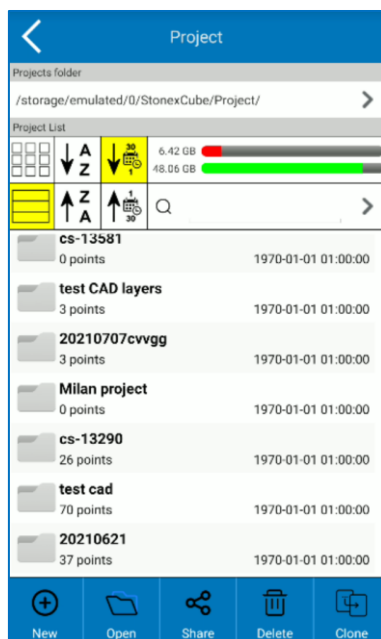 Project
Projects folder
/storage/emulated/0/StonexCube/Project/
Project List
A
Z
30
1
6.42 GB
48.06 GB
Z
A
1
30
cs-13581
0 points 1970-01-01 01:00:00
test CAD layers
3 points 1970-01-01 01:00:00
20210707cvvgg
3 points 1970-01-01 01:00:00
Milan project
0 points 1970-01-01 01:00:00
cs-13290
26 points 1970-01-01 01:00:00
test cad
70 points 1970-01-01 01:00:00
20210621
37 points 1970-01-01 01:00:00
New Open Share Delete Clone